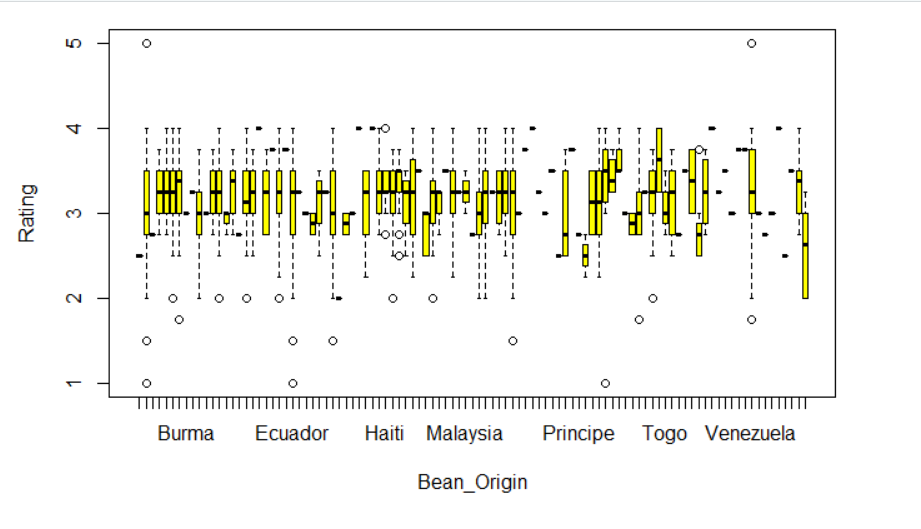 5
4
3
2
1
Rating
Burma Ecuador Haiti Malaysia Principe Togo Venezuela
Bean_Origin